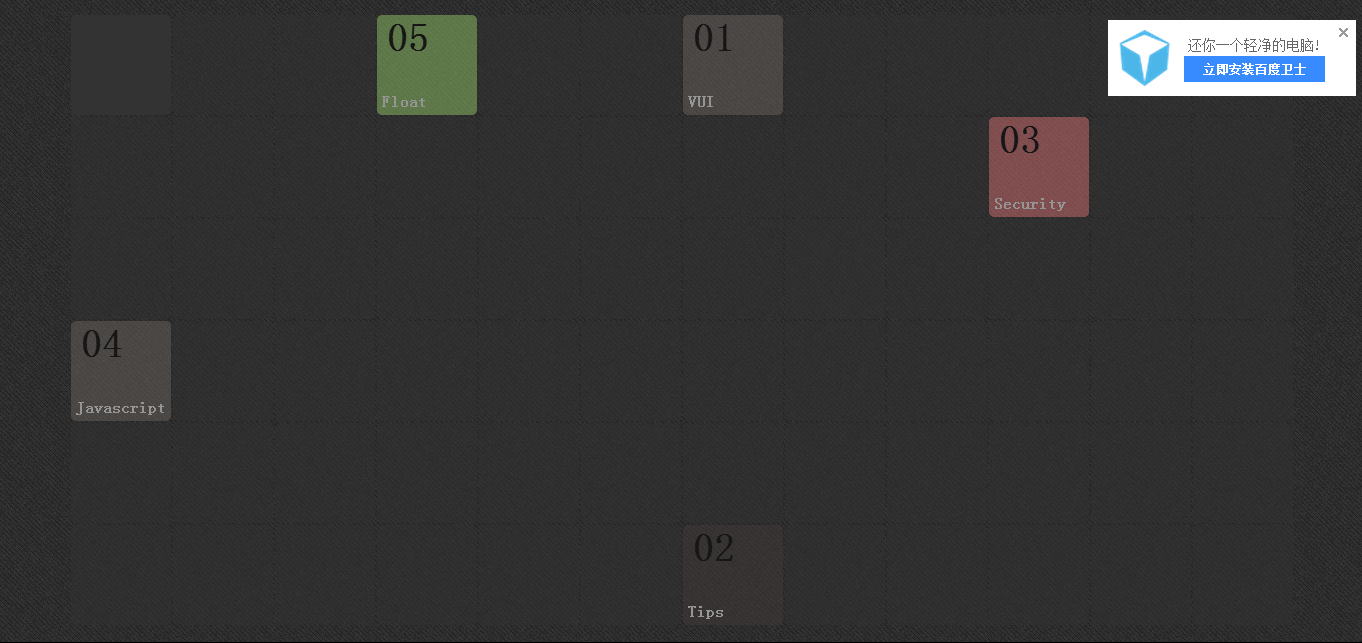 05
Float
01
VUI
还你一个轻净的电脑!
立即安装百度卫士
03
Security
04
Javascript
02
Tips